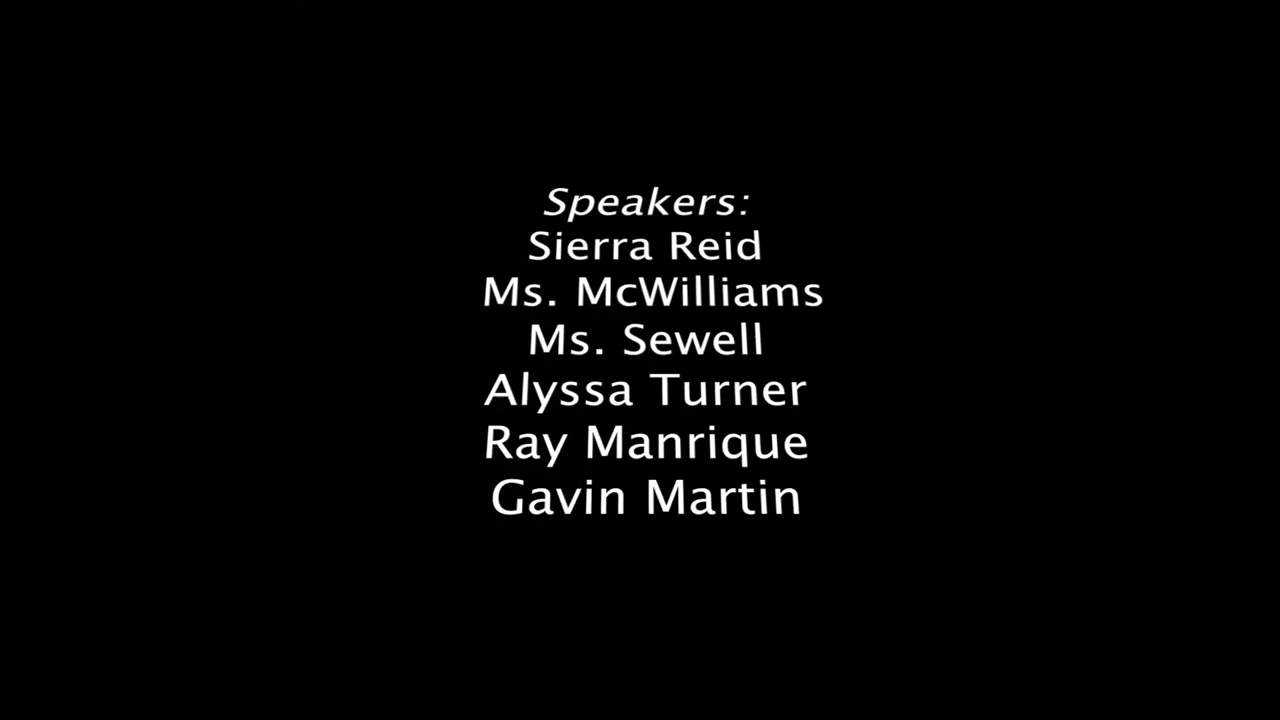 Speakers:
Sierra Reid
Ms. McWilliams
Ms. Sewell
Alyssa Turner
Ray Manrique
Gavin Martin